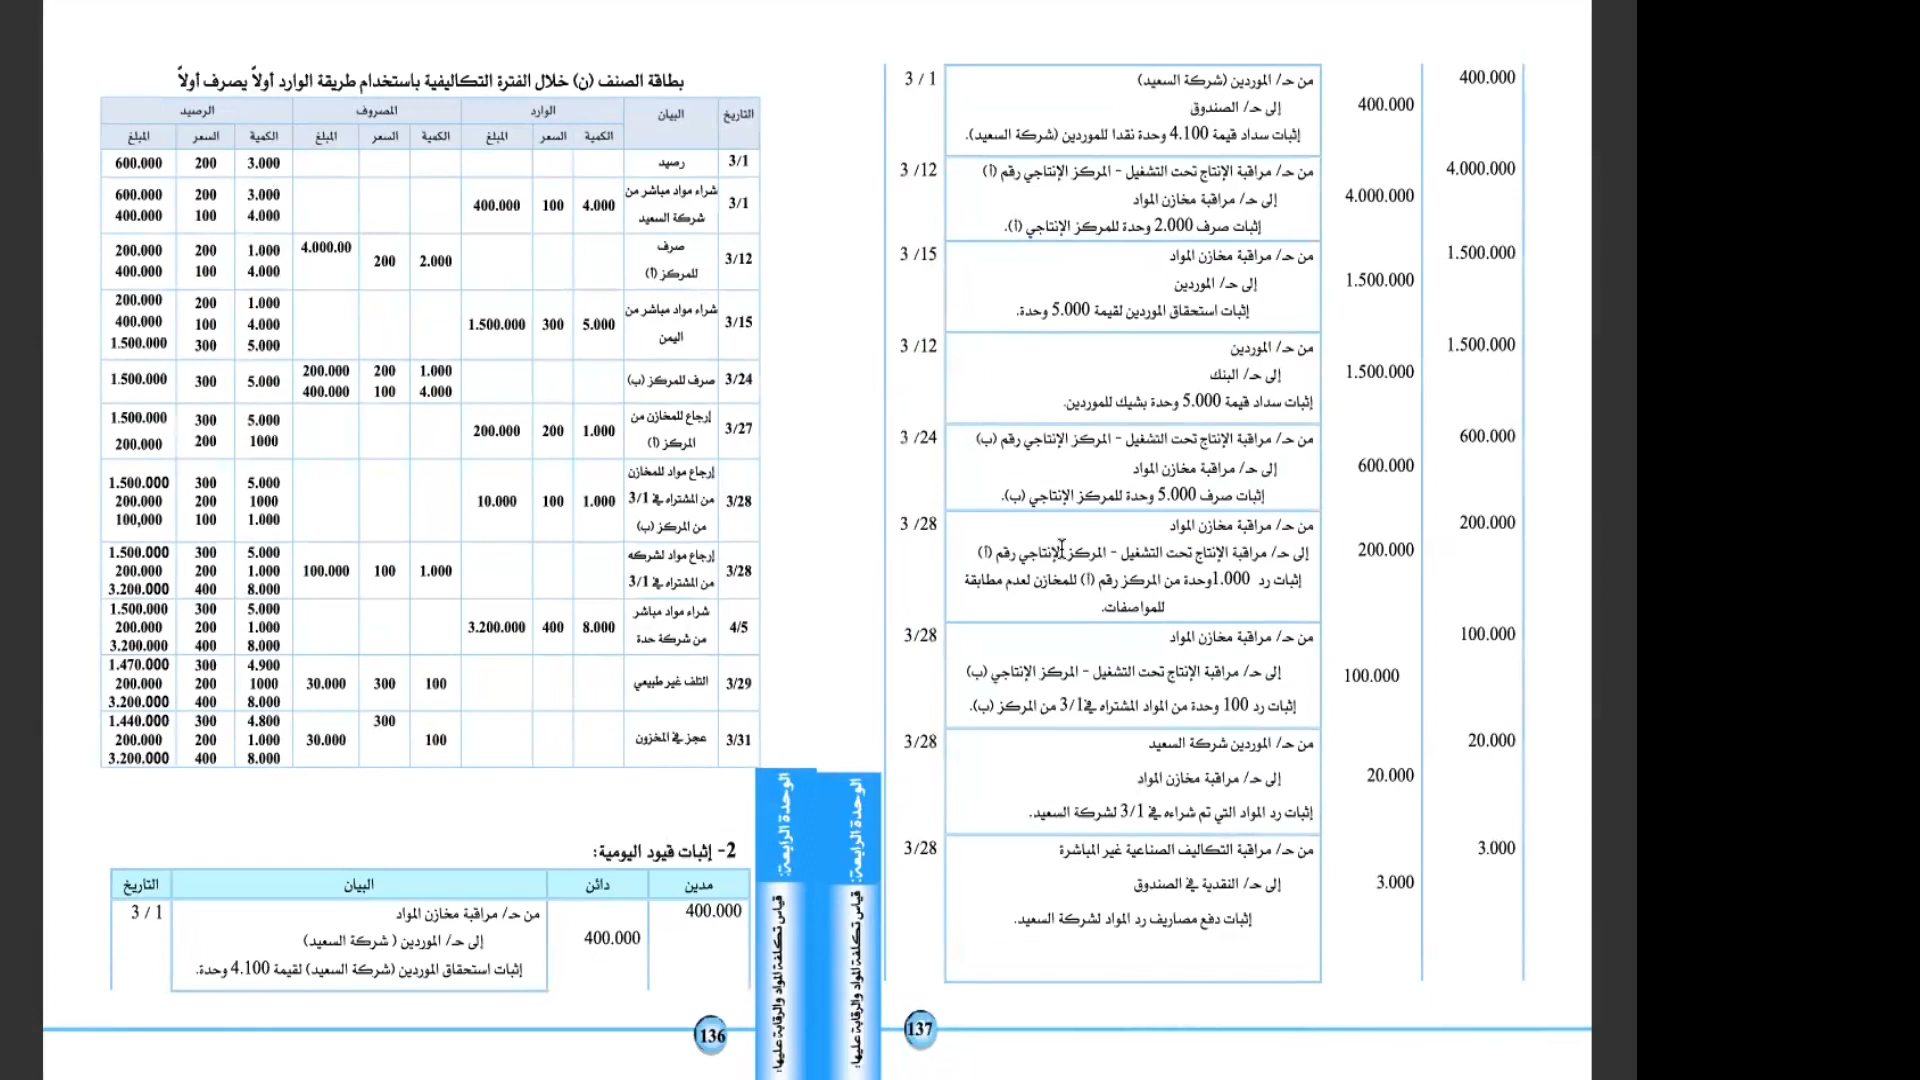 بطاقة الصنف (ن) خلال الفترة التكاليفية باستخدام طريقة الوارد أولاً يصرف أولاً
التاريخ البيان الوارد المصروف الرصيد
الكمية السعر المبلغ الكمية السعر المبلغ الكمية السعر المبلغ
3/1 رصيد 3.000 200 600.000
3/1 شراء مواد مباشر من شركة السعيد 4.000 100 400.000 3.000 200 600.000
4.000 100 400.000
3/12 صرف للمركز (أ) 2.000 200 4.000.00 1.000 200 200.000
4.000 100 400.000
3/15 شراء مواد مباشر من اليمن 5.000 300 1.500.000 1.000 200 200.000
4.000 100 400.000
5.000 300 1.500.000
3/24 صرف للمركز (ب) 1.000 200 200.000 5.000 300 1.500.000
4.000 100 400.000
3/27 إرجاع للمخازن من المركز (أ) 1.000 200 200.000 5.000 300 1.500.000
1000 200 200.000
3/28 إرجاع مواد للمخازن من المشتراه في 3/1 من المركز (ب) 1.000 100 10.000 5.000 300 1.500.000
1000 200 200.000
1.000 100 100,000
3/28 إرجاع مواد لشركه من المشتراه في 3/1 1.000 100 100.000 5.000 300 1.500.000
1.000 200 200.000
8.000 400 3.200.000
4/5 شراء مواد مباشر من شركة حدة 8.000 400 3.200.000 5.000 300 1.500.000
1.000 200 200.000
8.000 400 3.200.000
3/29 التلف غير طبيعي 100 300 30.000 4.900 300 1.470.000
1000 200 200.000
8.000 400 3.200.000
3/31 عجز في المخزون 100 300 30.000 4.800 300 1.440.000
1.000 200 200.000
8.000 400 3.200.000
2- إثبات قيود اليومية:
مدين دائن البيان التاريخ
400.000 من حـ/ مراقبة مخازن المواد 3 / 1
400.000 إلى حـ/ الموردين ( شركة السعيد)
إثبات استحقاق الموردين (شركة السعيد) لقيمة 4.100 وحدة.
الوحدة الرابعة:
قياس تكلفة المواد والرقابة عليها:
136
400.000 من حـ/ الموردين (شركة السعيد) 3 / 1
400.000 إلى حـ/ الصندوق
إثبات سداد قيمة 4.100 وحدة نقدا للموردين (شركة السعيد).
4.000.000 من حـ/ مراقبة الإنتاج تحت التشغيل - المركز الإنتاجي رقم (أ) 3 /12
4.000.000 إلى حـ/ مراقبة مخازن المواد
إثبات صرف 2.000 وحدة للمركز الإنتاجي (أ).
1.500.000 من حـ/ مراقبة مخازن المواد 3 /15
1.500.000 إلى حـ/ الموردين
إثبات استحقاق الموردين لقيمة 5.000 وحدة.
1.500.000 من حـ/ الموردين 3 /12
1.500.000 إلى حـ/ البنك
إثبات سداد قيمة 5.000 وحدة بشيك للموردين.
600.000 من حـ/ مراقبة الإنتاج تحت التشغيل - المركز الإنتاجي رقم (ب) 3 /24
600.000 إلى حـ/ مراقبة مخازن المواد
إثبات صرف 5.000 وحدة للمركز الإنتاجي (ب).
200.000 من حـ/ مراقبة مخازن المواد 3 /28
200.000 إلى حـ/ مراقبة الإنتاج تحت التشغيل - المركز الإنتاجي رقم (أ)
إثبات رد 1.000وحدة من المركز رقم (أ) للمخازن لعدم مطابقة
للمواصفات.
100.000 من حـ/ مراقبة مخازن المواد 3/28
100.000 إلى حـ/ مراقبة الإنتاج تحت التشغيل - المركز الإنتاجي (ب)
إثبات رد 100 وحدة من المواد المشتراه في3/1 من المركز (ب).
20.000 من حـ/ الموردين شركة السعيد 3/28
20.000 إلى حـ/ مراقبة مخازن المواد
إثبات رد المواد التي تم شراءه في 3/1 لشركة السعيد.
3.000 من حـ/ مراقبة التكاليف الصناعية غير المباشرة 3/28
3.000 إلى حـ/ النقدية في الصندوق
إثبات دفع مصاريف رد المواد لشركة السعيد.
الوحدة الرابعة:
قياس تكلفة المواد والرقابة عليها:
137